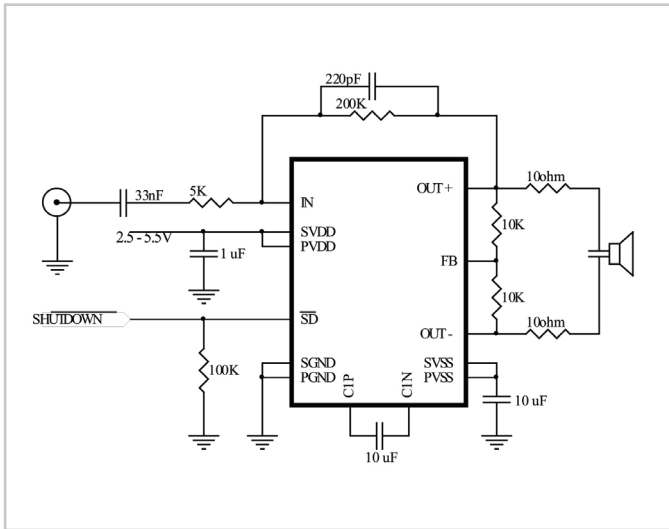 220pF
200K
OUT+
10ohm
33nF
5K
IN
10K
SVDD
2.5 - 5.5V
PVDD
1 uF
FB
10K
SHUTDOWN
SD
10ohm
OUT -
SGND
SVSS
100K
PGND
PVSS
C1P
C1N
10 uF
10 uF